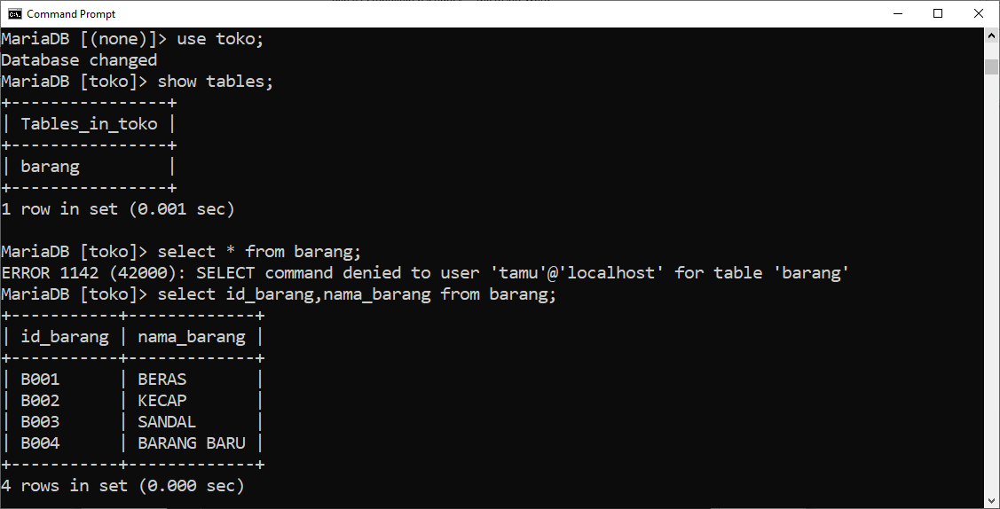 Command Prompt
MariaDB [(none)]> use toko;
Database changed
MariaDB [toko]> show tables;
+----------------+
| Tables_in_toko |
+----------------+
| barang         |
+----------------+
1 row in set (0.001 sec)

MariaDB [toko]> select * from barang;
ERROR 1142 (42000): SELECT command denied to user 'tamu'@'localhost' for table 'barang'
MariaDB [toko]> select id_barang,nama_barang from barang;
+-----------+-------------+
| id_barang | nama_barang |
+-----------+-------------+
| B001      | BERAS       |
| B002      | KECAP       |
| B003      | SANDAL      |
| B004      | BARANG BARU |
+-----------+-------------+
4 rows in set (0.000 sec)